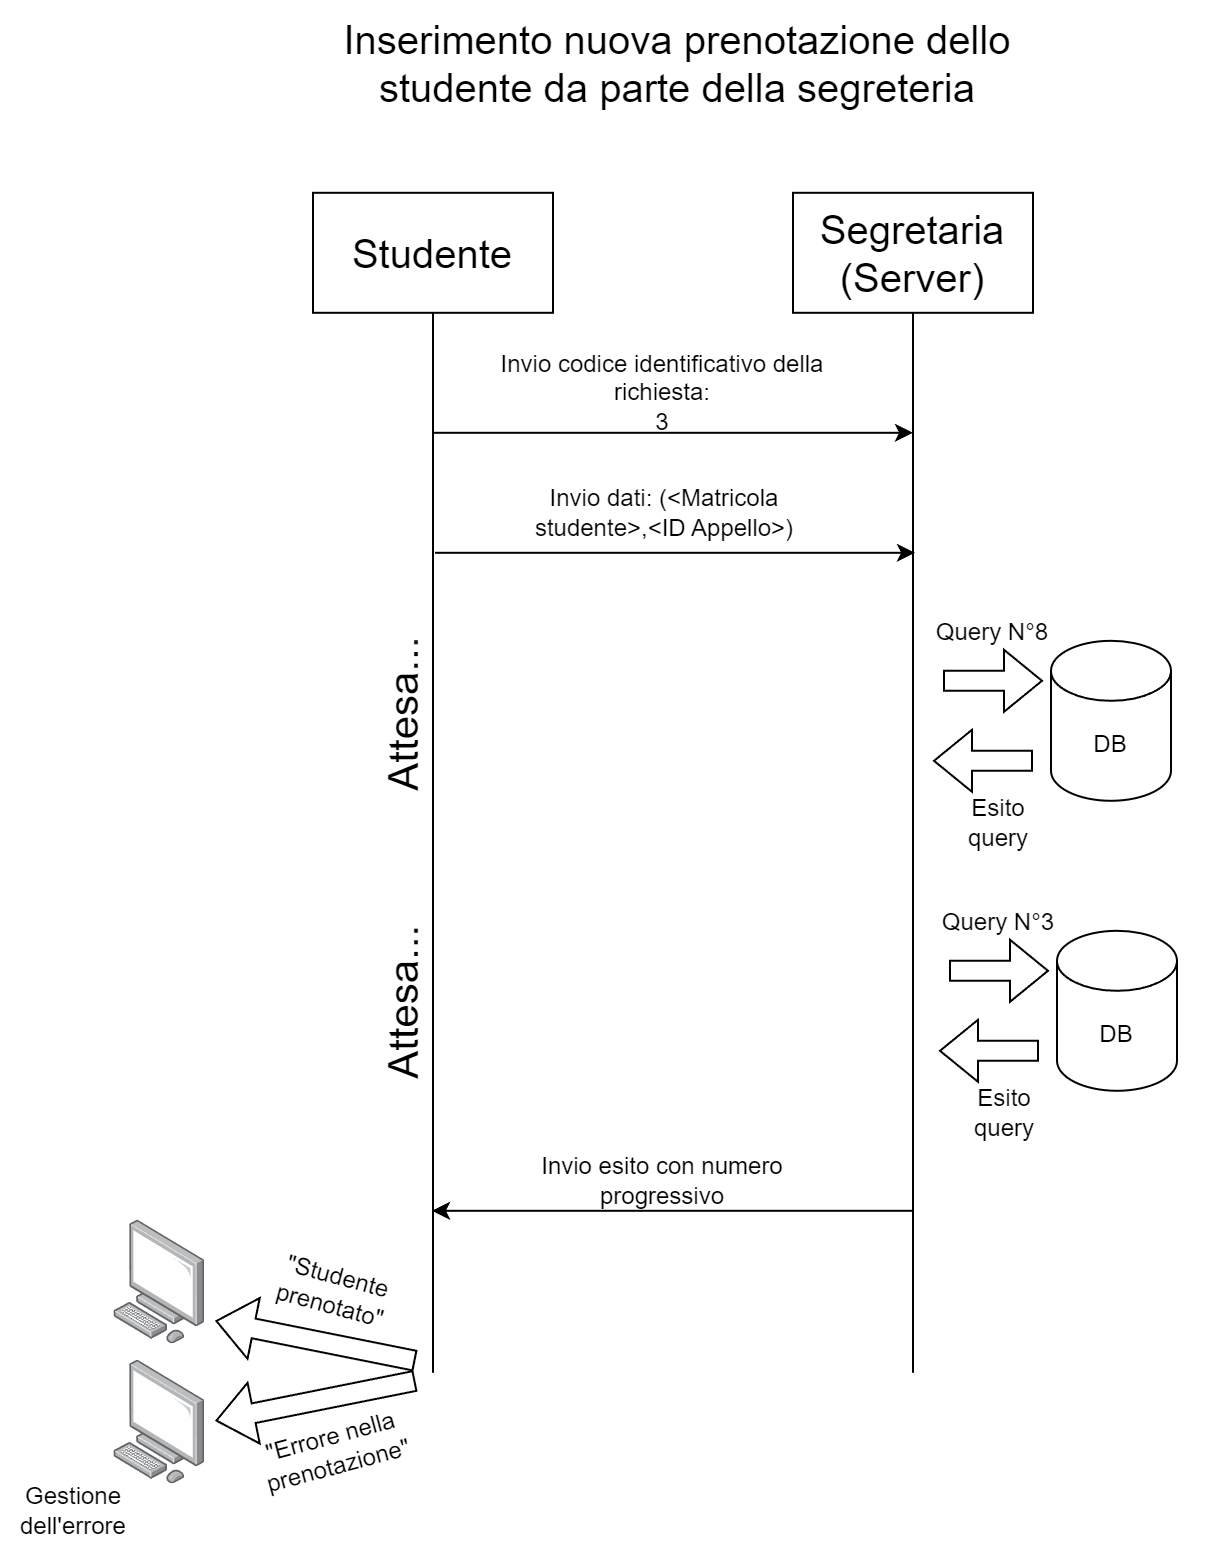 Inserimento nuova prenotazione dello
studente da parte della segreteria
Studente
Segretaria
(Server)
Invio codice identificativo della
richiesta:
3
Invio dati: (<Matricola
studente>,<ID Appello>)
Attesa...
Query N°8
DB
Esito
query
Attesa...
Query N°3
DB
Esito
query
Invio esito con numero
progressivo
"Studente
prenotato"
"Errore nella
prenotazione"
Gestione
dell'errore